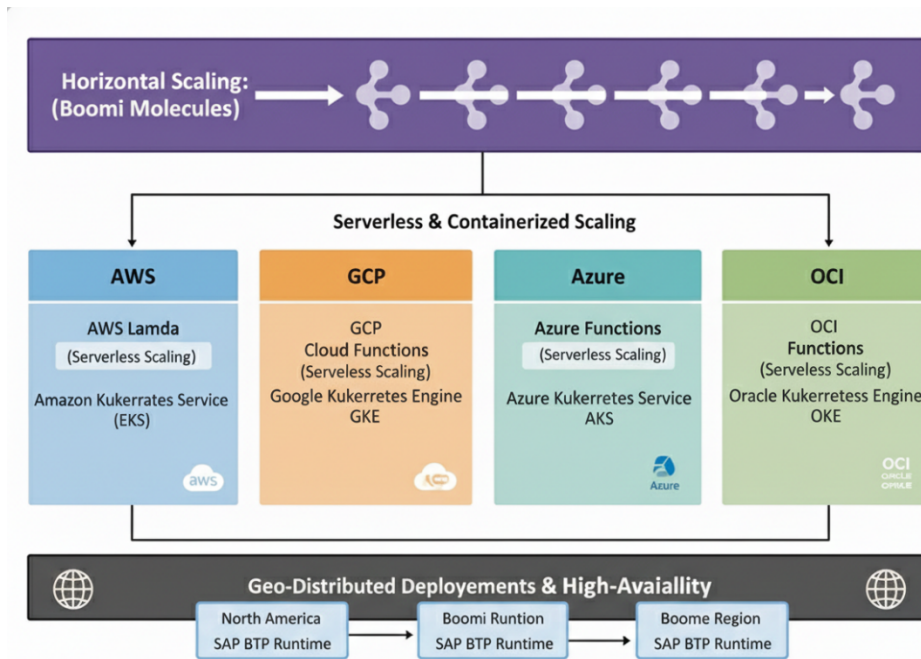 Horizontal Scaling:
(Boomi Molecules)
Serverless & Containerized Scaling
AWS
AWS Lamda
(Serverless Scaling)
Amazon Kukerrates Service
(EKS)
aws
GCP
GCP
Cloud Functions
(Serveless Scaling)
Google Kukerretes Engine
GKE
Azure
Azure Functions
(Serverless Scaling)
Azure Kukerretes Service
AKS
Azure
OCI
OCI
Functions
(Serveless Scaling)
Oracle Kukerretess Engine
OKE
OCI
Geo-Distributed Deployements & High-Avaiallity
North America
SAP BTP Runtime
Boomi Runtion
SAP BTP Runtime
Boome Region
SAP BTP Runtime